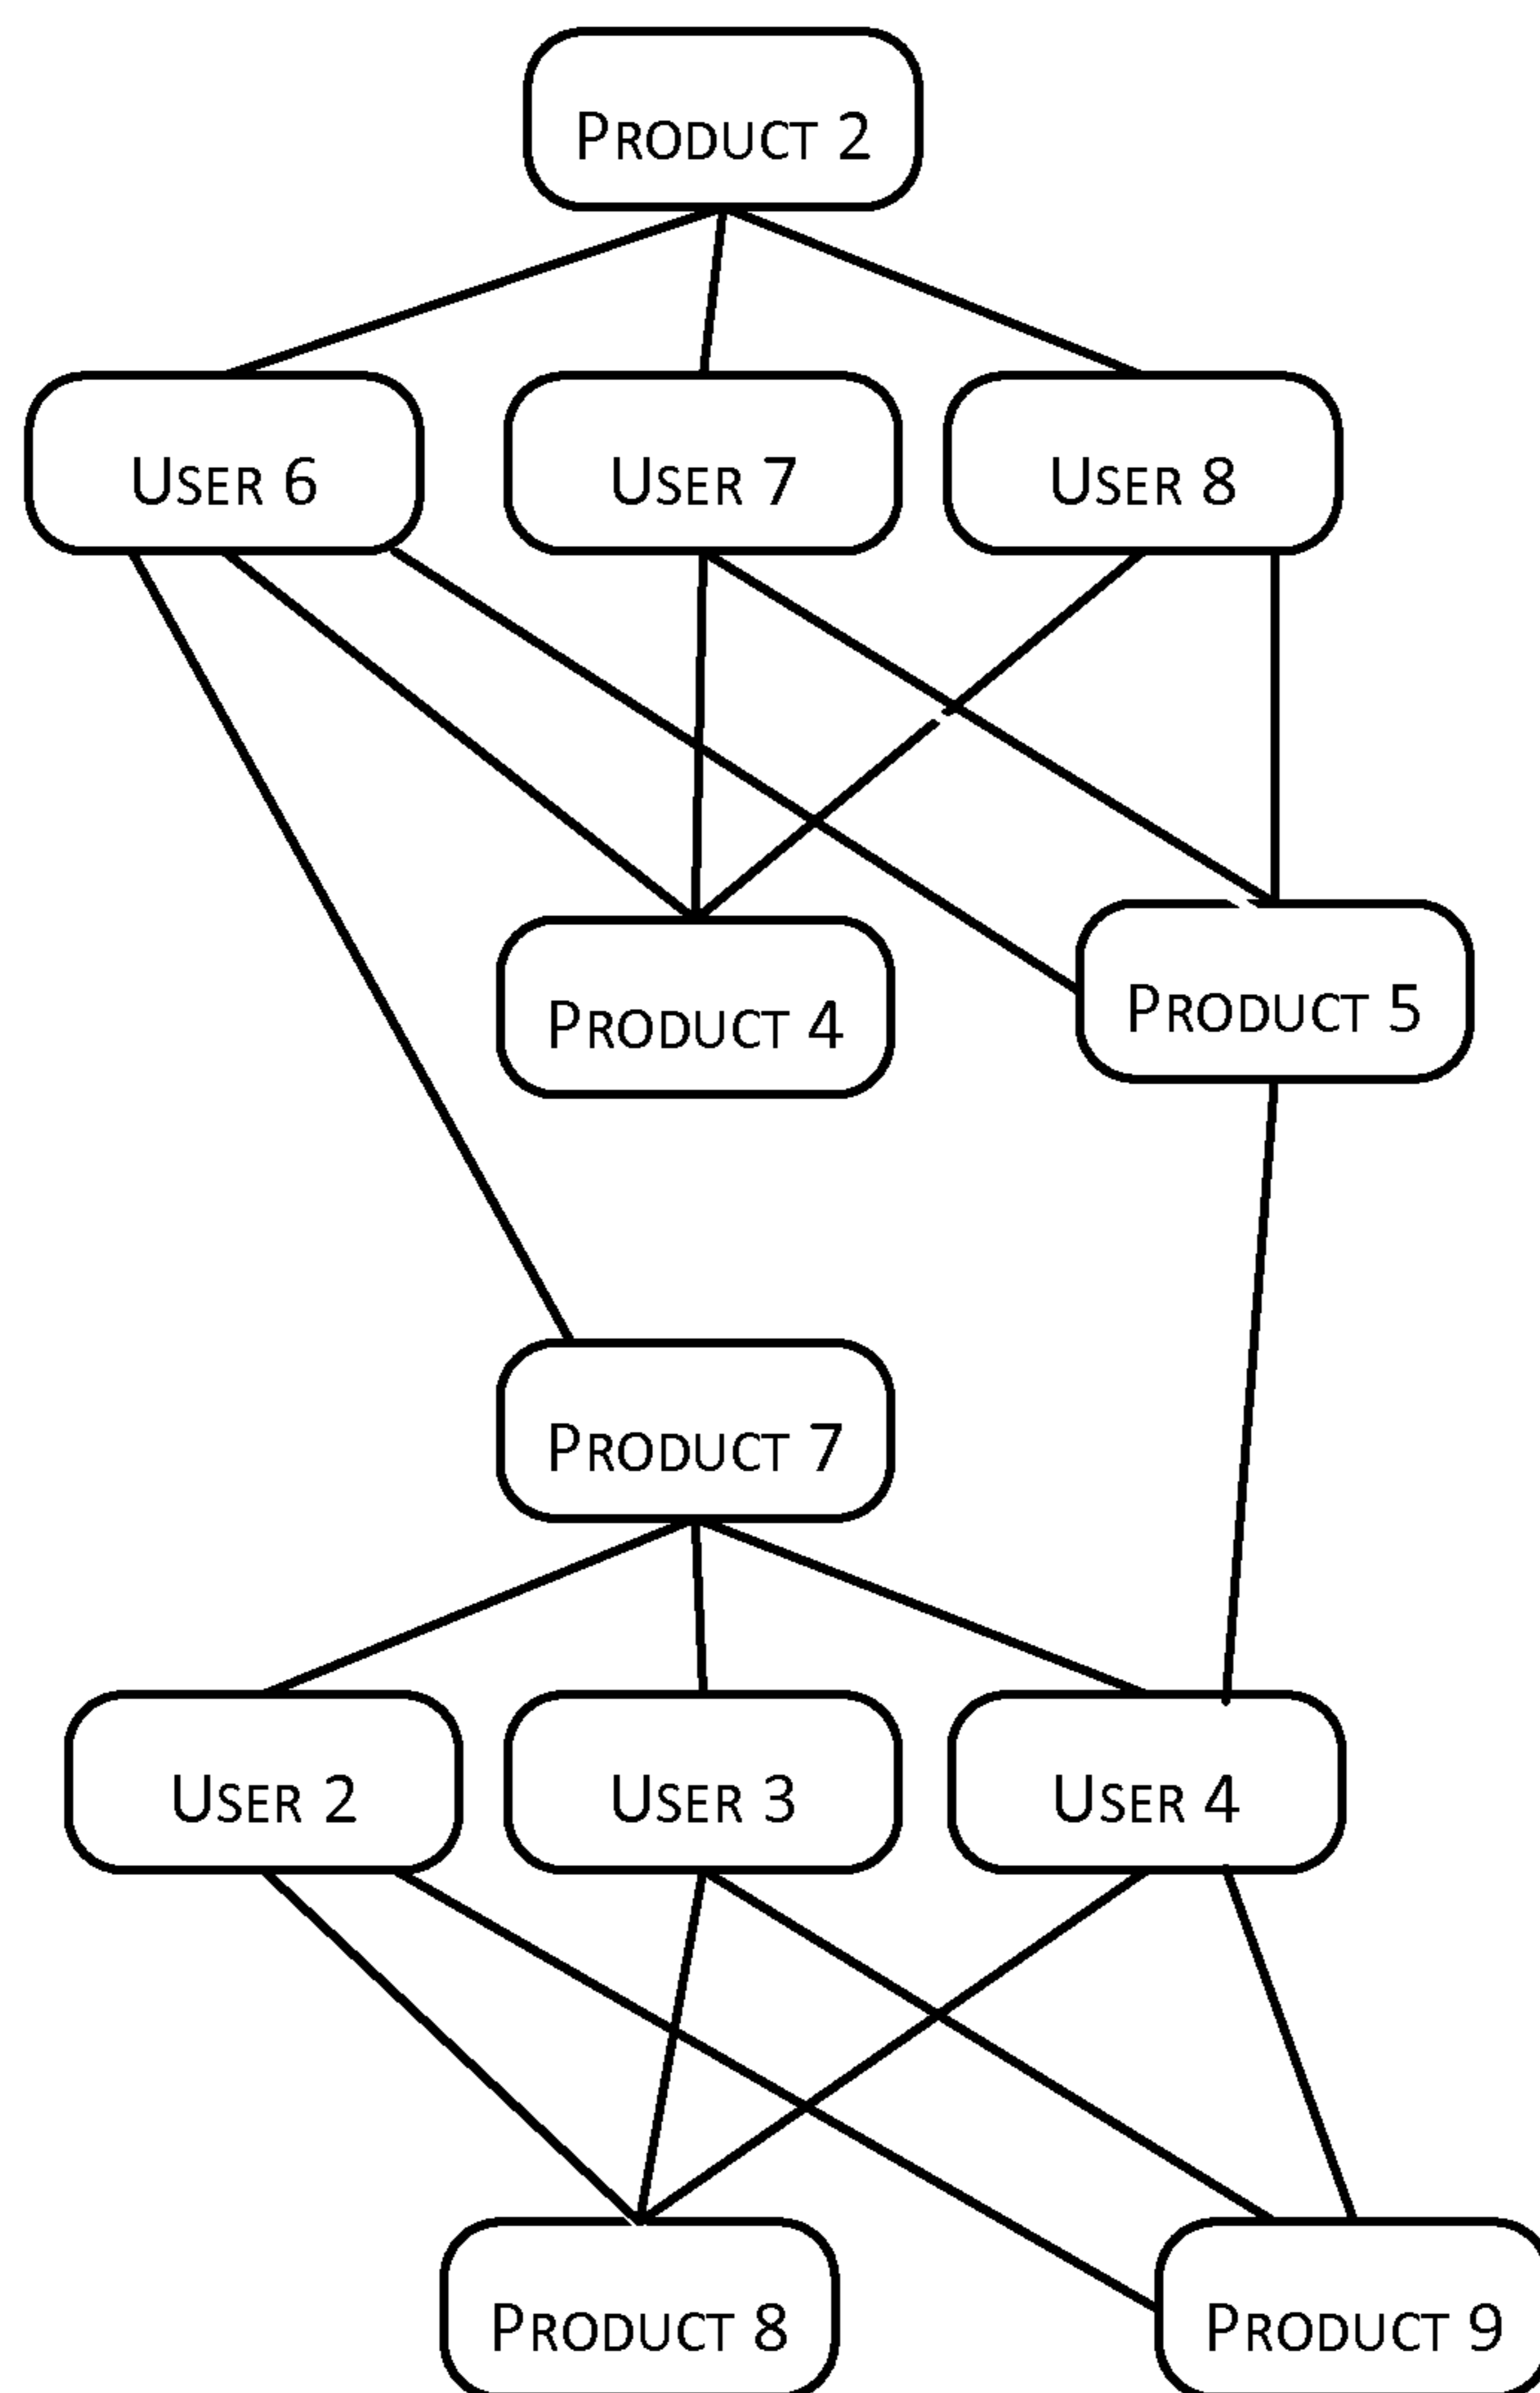 Product 2
User 6
User 7
User 8
Product 4
Product 5
Product 7
User 2
User 3
User 4
Product 8
Product 9